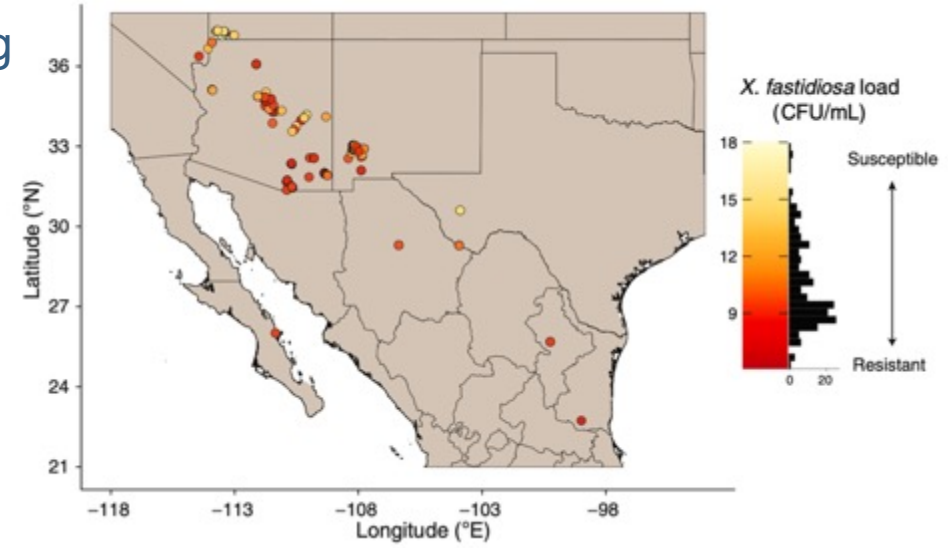 g
X. fastidiosa load
(CFU/mL)
Susceptible
Resistant
18
15
12
9
0 20
36
33
30
27
24
21
Latitude (°N)
−118 −113 −108 −103 −98
Longitude (°E)